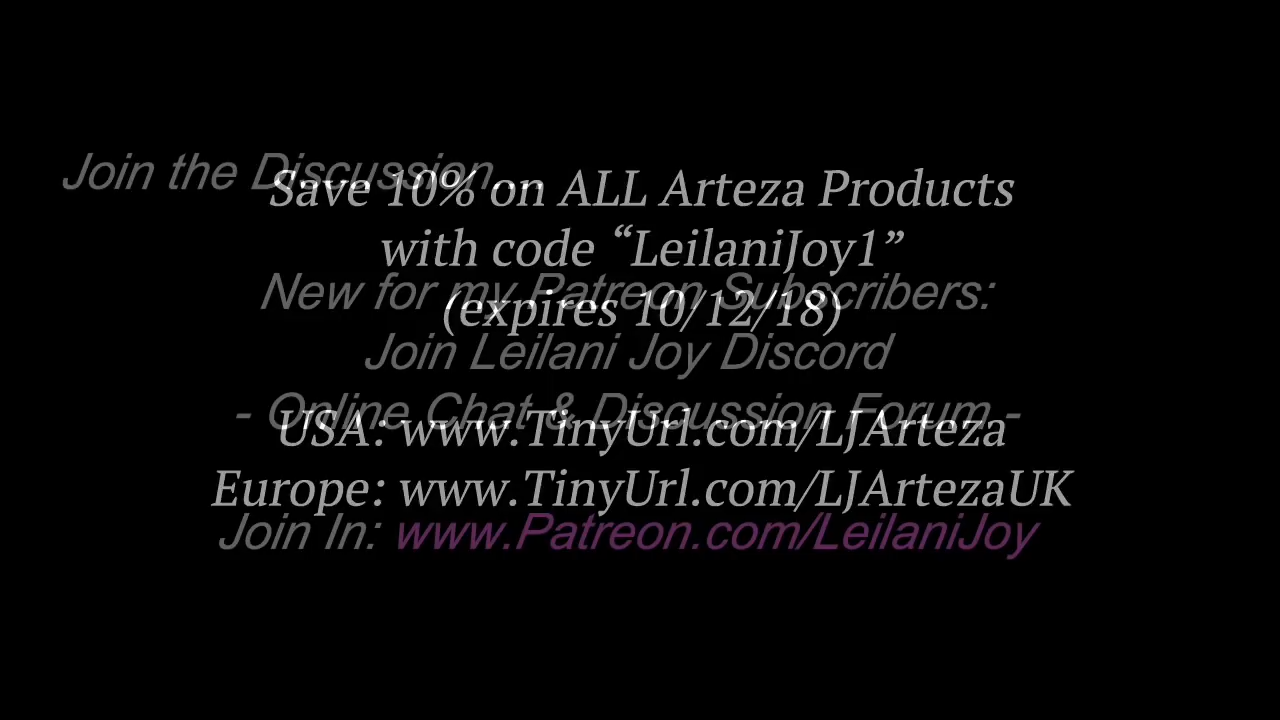 Join the Discussion...
Save 10% on ALL Arteza Products
with code “LeilaniJoy1”
New for my Patreon Subscribers:
(expires 10/12/18)
Join Leilani Joy Discord
- Online Chat & Discussion Forum -
USA: www.TinyUrl.com/LJArteza
Europe: www.TinyUrl.com/LJArtezaUK
Join In: www.Patreon.com/LeilaniJoy